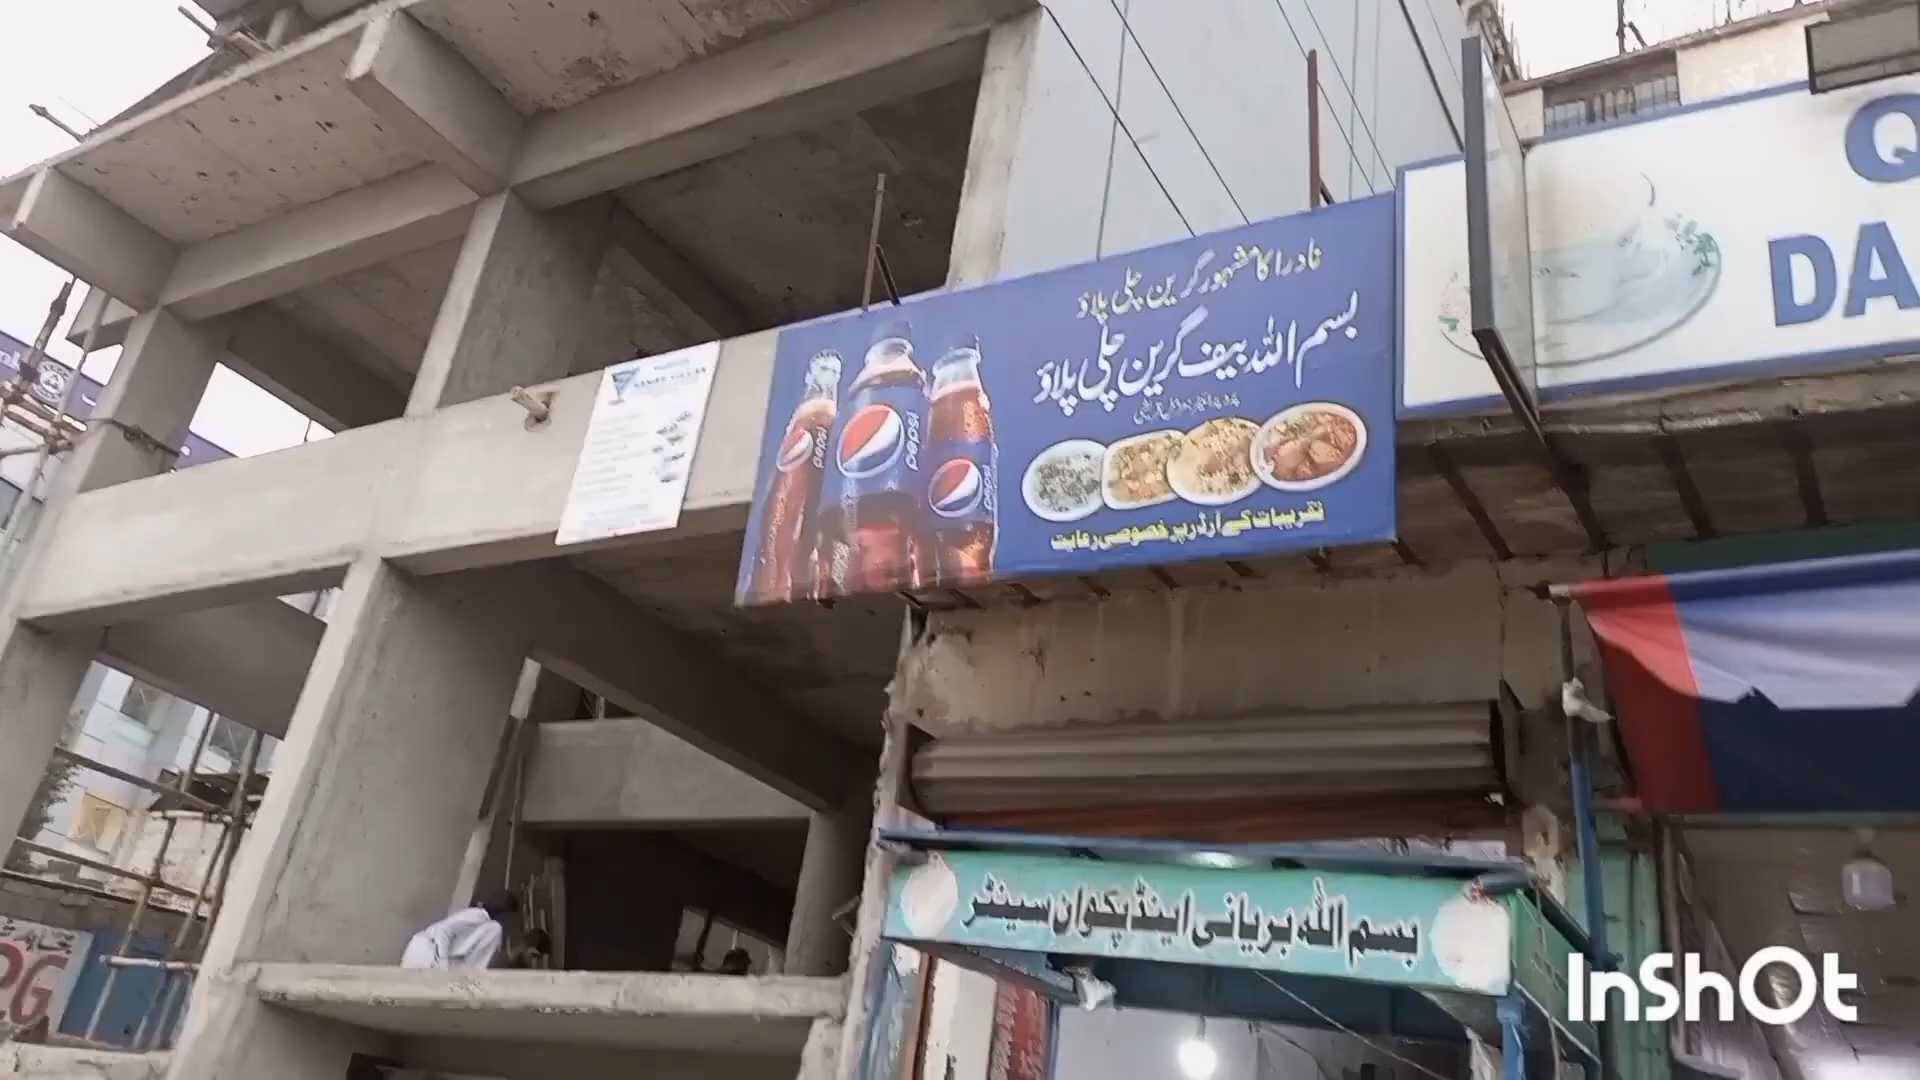 نادرا کا مشہور گرین چلی پلاؤ
بسم اللہ بیف گرین چلی پلاؤ
تقریبات کے آرڈر پر خصوصی رعایت
pepsi
pepsi
pepsi
Q
DA
بسم اللہ بریانی اینڈ پکوان سینٹر
PG
InShOt